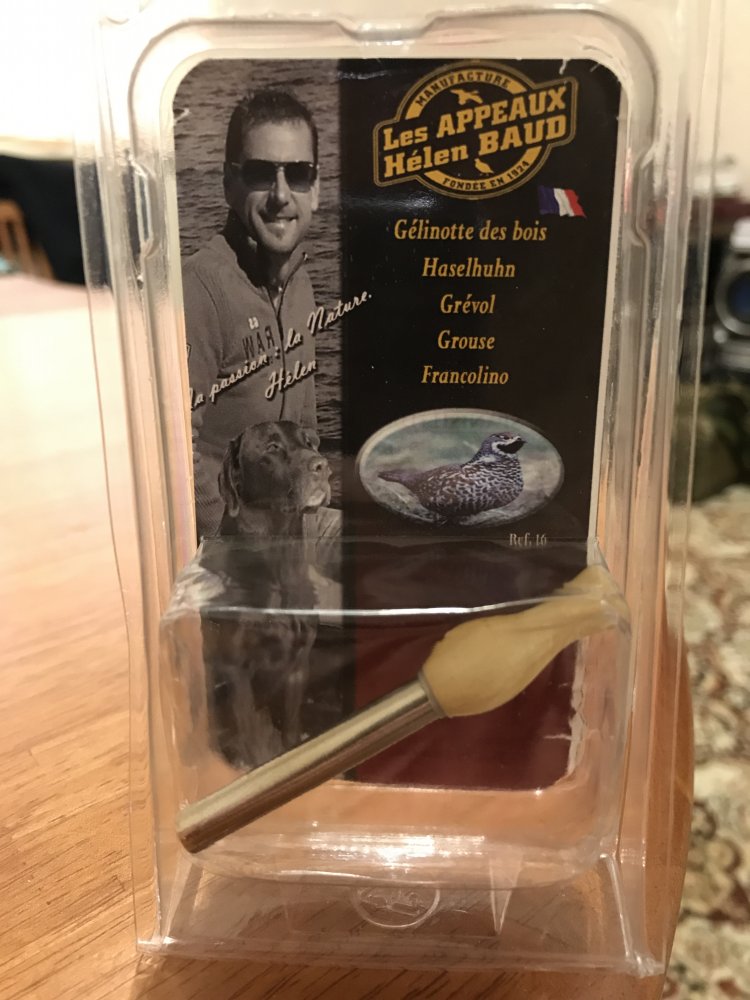 MANUFACTURE
Les APPEAUX
Hélen BAUD
FONDÉE EN 1924
Gélinotte des bois
Haselhuhn
Grévol
Grouse
Francolino
WAR
la passion : la Nature.
Hélen
Ref. 16